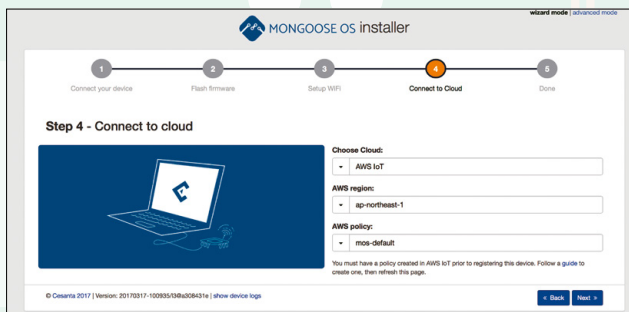 wizard mode | advanced mode
MONGOOSE OS installer
1
2
3
4
5
Connect your device
Flash firmware
Setup WiFi
Connect to Cloud
Done
Step 4 - Connect to cloud
Choose Cloud:
AWS IoT
AWS region:
ap-northeast-1
AWS policy:
mos-default
You must have a policy created in AWS IoT prior to registering this device. Follow a guide to
create one, then refresh this page.
© Cesanta 2017 | Version: 20170317-100935/l3@a308431e | show device logs
« Back
Next »